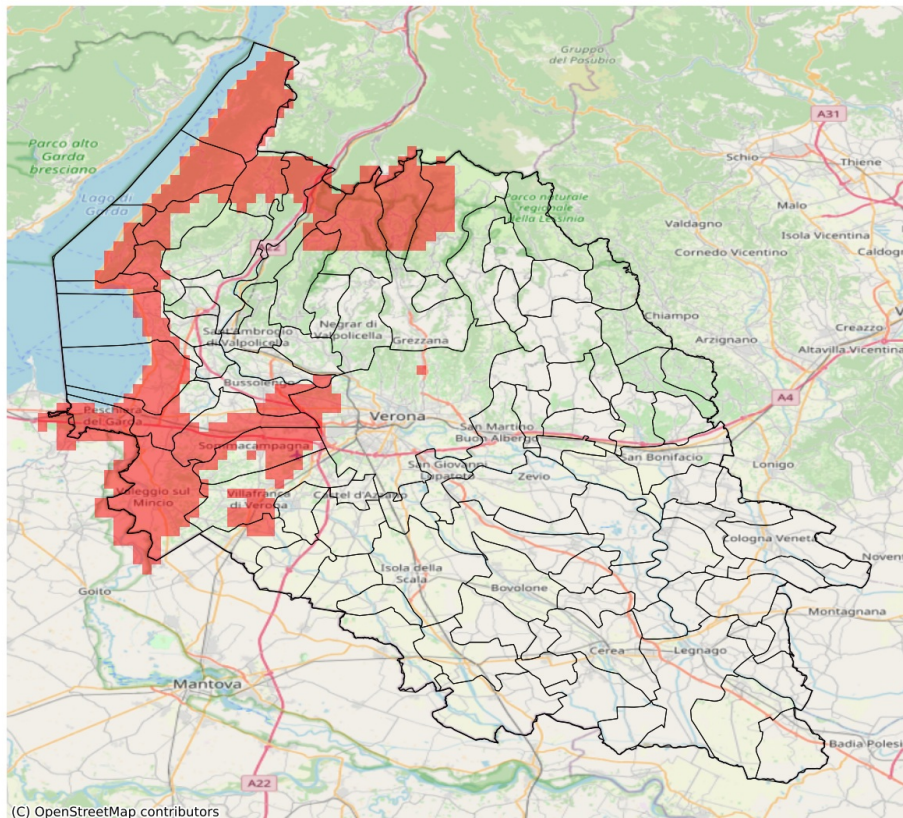 Gruppo
del Pasubio
A31
Schio
Thiene
Parco alto
Garda
bresciano
Lago di
Garda
Malo
Parco naturale
regionale
della Lessinia
Valdagno
Isola Vicentina
Caldog
Cornedo Vicentino
Chiampo
Creazzo
Arzignano
Altavilla Vicentina
Sant'Ambrogio
di Valpolicella
Negrar di
Valpolicella
Grezzana
Bussolengo
A4
Peschiera
del Garda
Verona
San Martino
Buon Albergo
Sommacampagna
San Bonifacio
Lonigo
San Giovanni
Lupatoto
Zevio
Valeggio sul
Mincio
Villafranca
di Verona
Castel d'Azzano
Cologna Veneta
Novent
Isola della
Scala
Goito
Bovolone
Montagnana
Cerea
Legnago
Mantova
Badia Polesi
A22
(C) OpenStreetMap contributors